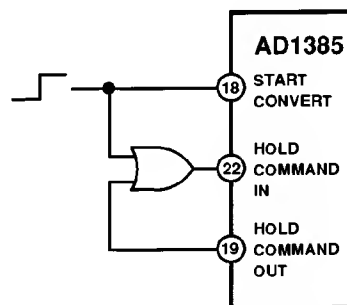 AD1385
18 START
CONVERT
22 HOLD
COMMAND
IN
19 HOLD
COMMAND
OUT